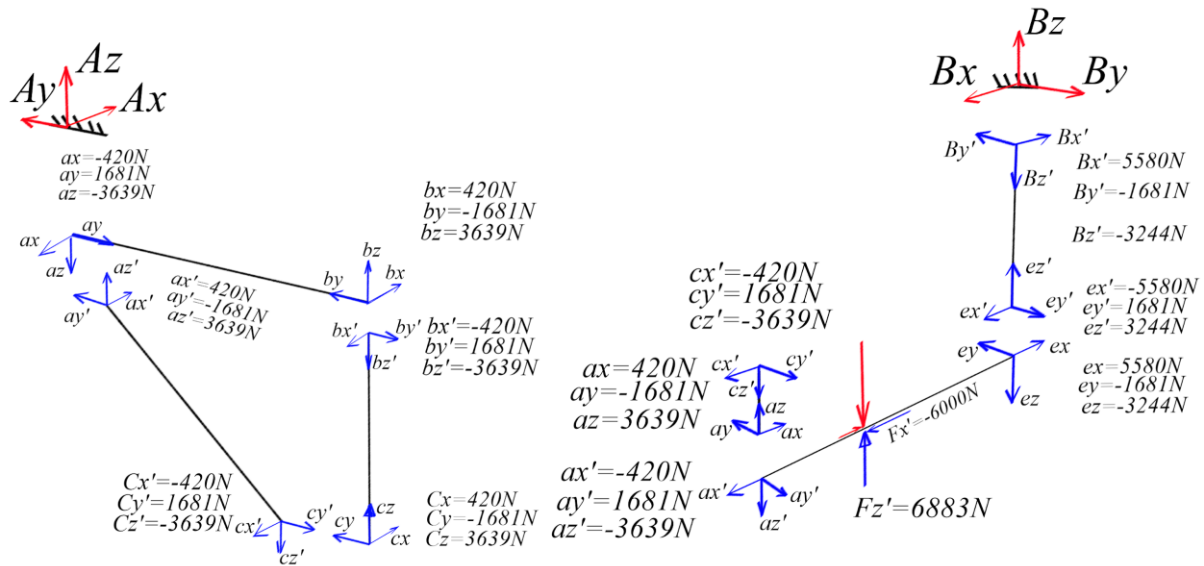 Az
Ay
Ax
ax=-420N
ay=1681N
az=-3639N
ay
ax
az
az'
ax'
ay'
ax'=420N
ay'=-1681N
az'=3639N
bx=420N
by=-1681N
bz=3639N
bz
by
bx
bx'
by'
bz'
bx'=-420N
by'=1681N
bz'=-3639N
Cx'=-420N
Cy'=1681N
Cz'=-3639N
cx'
cy'
cz'
cz
cy
cx
Cx=420N
Cy=-1681N
Cz=3639N
cx'=-420N
cy'=1681N
cz'=-3639N
ax=420N
ay=-1681N
az=3639N
cx'
cy'
cz'
az
ay
ax
ax'=-420N
ay'=1681N
az'=-3639N
ax'
ay'
az'
Fx'=-6000N
Fz'=6883N
Bz
Bx
By
By'
Bx'
Bz'
Bx'=5580N
By'=-1681N
Bz'=-3244N
ez'
ex'
ey'
ex'=-5580N
ey'=1681N
ez'=3244N
ey
ex
ez
ex=5580N
ey=-1681N
ez=-3244N